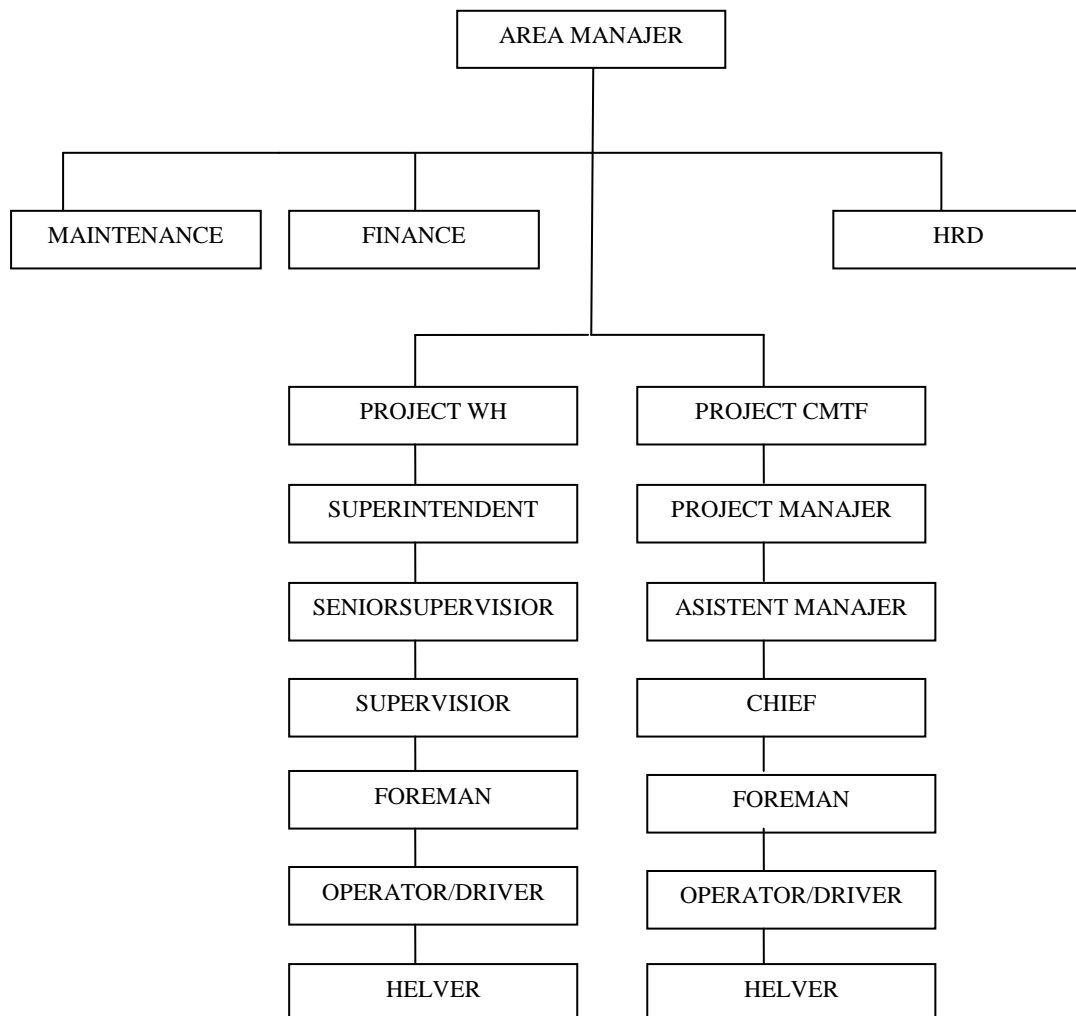 AREA MANAJER
MAINTENANCE
FINANCE
HRD
PROJECT WH
PROJECT CMTF
SUPERINTENDENT
PROJECT MANAJER
SENIORSUPERVISIOR
ASISTENT MANAJER
SUPERVISIOR
CHIEF
FOREMAN
FOREMAN
OPERATOR/DRIVER
OPERATOR/DRIVER
HELVER
HELVER